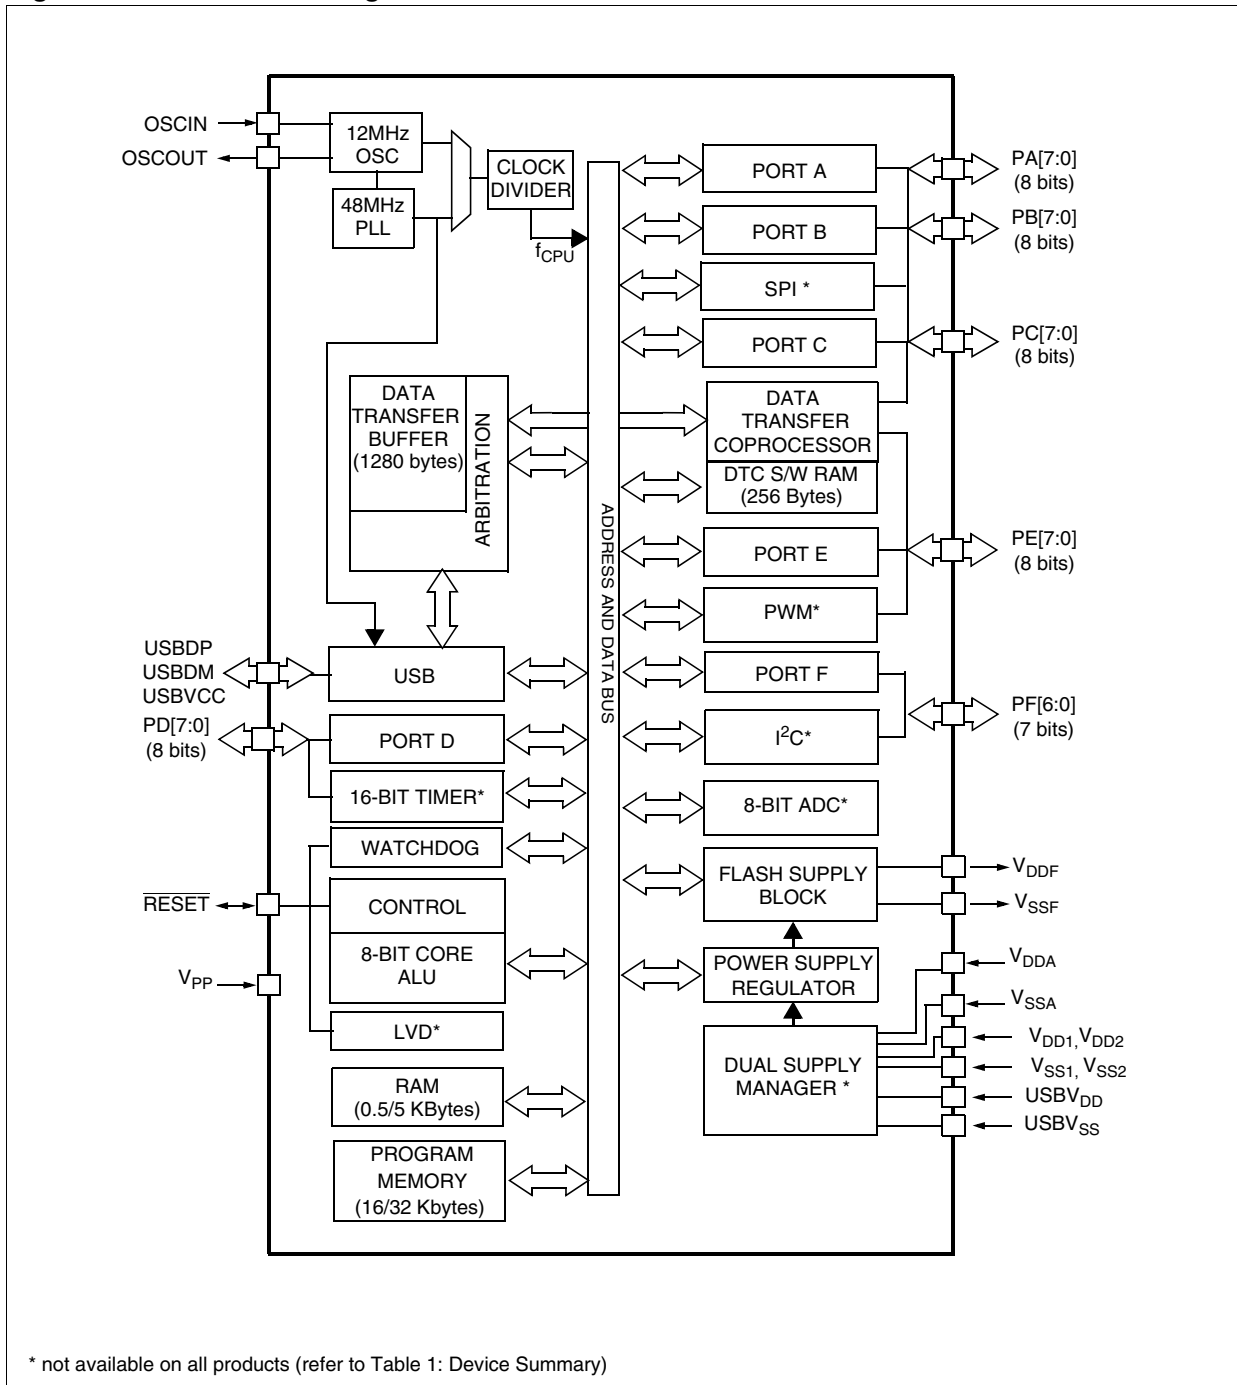 OSCIN
OSCOUT
12MHz
OSC
48MHz
PLL
CLOCK
DIVIDER
fCPU
DATA
TRANSFER
BUFFER
(1280 bytes)
ARBITRATION
USBDP
USBDM
USBVCC
USB
PD[7:0]
(8 bits)
PORT D
16-BIT TIMER*
WATCHDOG
RESET
CONTROL
8-BIT CORE
ALU
VPP
LVD*
RAM
(0.5/5 KBytes)
PROGRAM
MEMORY
(16/32 Kbytes)
ADDRESS AND DATA BUS
PORT A
PA[7:0]
(8 bits)
PORT B
PB[7:0]
(8 bits)
SPI *
PORT C
PC[7:0]
(8 bits)
DATA
TRANSFER
COPROCESSOR
DTC S/W RAM
(256 Bytes)
PORT E
PE[7:0]
(8 bits)
PWM*
PORT F
PF[6:0]
(7 bits)
I²C*
8-BIT ADC*
FLASH SUPPLY
BLOCK
VDDF
VSSF
POWER SUPPLY
REGULATOR
VDDA
VSSA
DUAL SUPPLY
MANAGER *
VDD1, VDD2
VSS1, VSS2
USBVDD
USBVSS
* not available on all products (refer to Table 1: Device Summary)